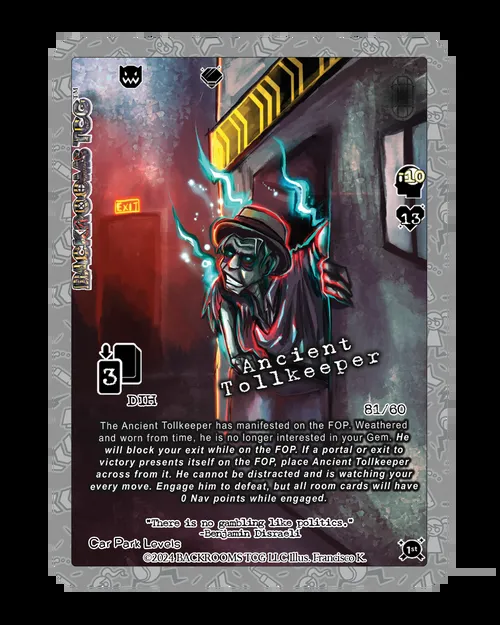 BACKROOMS TCG™
EXIT
TELO
13
"Ancient
Tollkeeper
3
DIH
81/60
The Ancient Tollkeeper has manifested on the FOP. Weathered
and worn from time, he is no longer interested in your Gem. He
will block your exit while on the FOP. If a portal or exit to
victory presents itself on the FOP, place Ancient Tollkeeper
across from it. He cannot be distracted and is watching your
every move. Engage him to defeat, but all room cards will have
0 Nav points while engaged.
"There is no gambling like politics."
-Benjamin Disraeli
Car Park Levels
©2024 BACKROOMS TCG LLC Illus. Francisco K.
1st